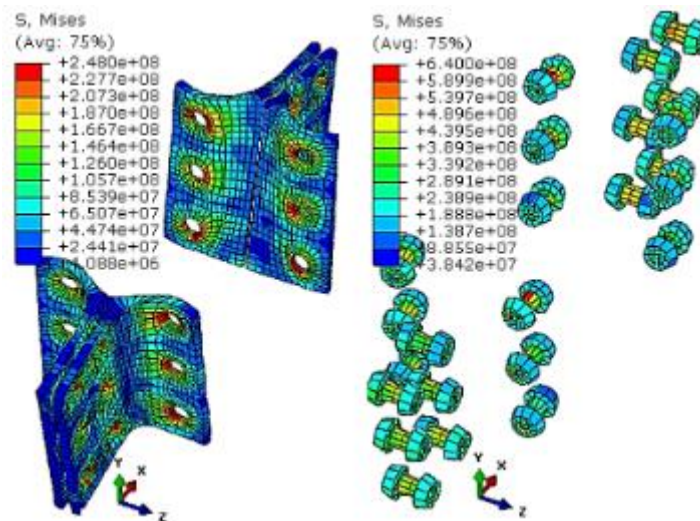 S, Mises
(Avg: 75%)
+2.480e+08
+2.277e+08
+2.073e+08
+1.870e+08
+1.667e+08
+1.464e+08
+1.260e+08
+1.057e+08
+8.539e+07
+6.507e+07
+4.474e+07
+2.441e+07
+4.088e+06
Y
X
Z
S, Mises
(Avg: 75%)
+6.400e+08
+5.899e+08
+5.397e+08
+4.896e+08
+4.395e+08
+3.893e+08
+3.392e+08
+2.891e+08
+2.389e+08
+1.888e+08
+1.387e+08
+8.855e+07
+3.842e+07
Y
X
Z